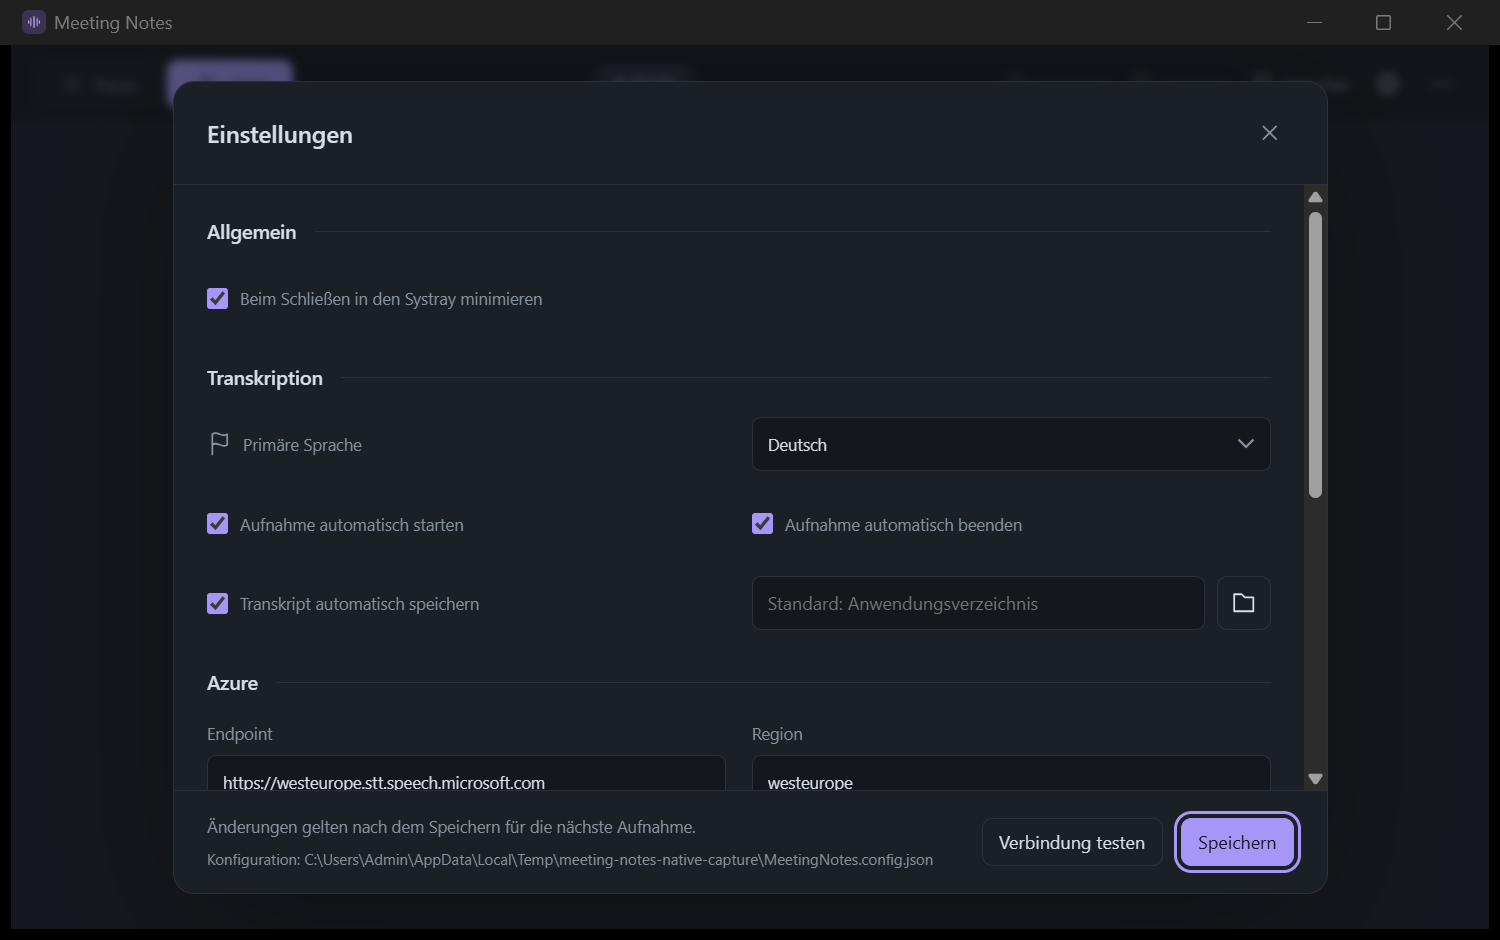 Meeting Notes
Einstellungen
Allgemein
Beim Schließen in den Systray minimieren
Transkription
Primäre Sprache
Deutsch
Aufnahme automatisch starten
Aufnahme automatisch beenden
Transkript automatisch speichern
Standard: Anwendungsverzeichnis
Azure
Endpoint
Region
https://westeurope.stt.speech.microsoft.com
westeurope
Änderungen gelten nach dem Speichern für die nächste Aufnahme.
Konfiguration: C:\Users\Admin\AppData\Local\Temp\meeting-notes-native-capture\MeetingNotes.config.json
Verbindung testen
Speichern